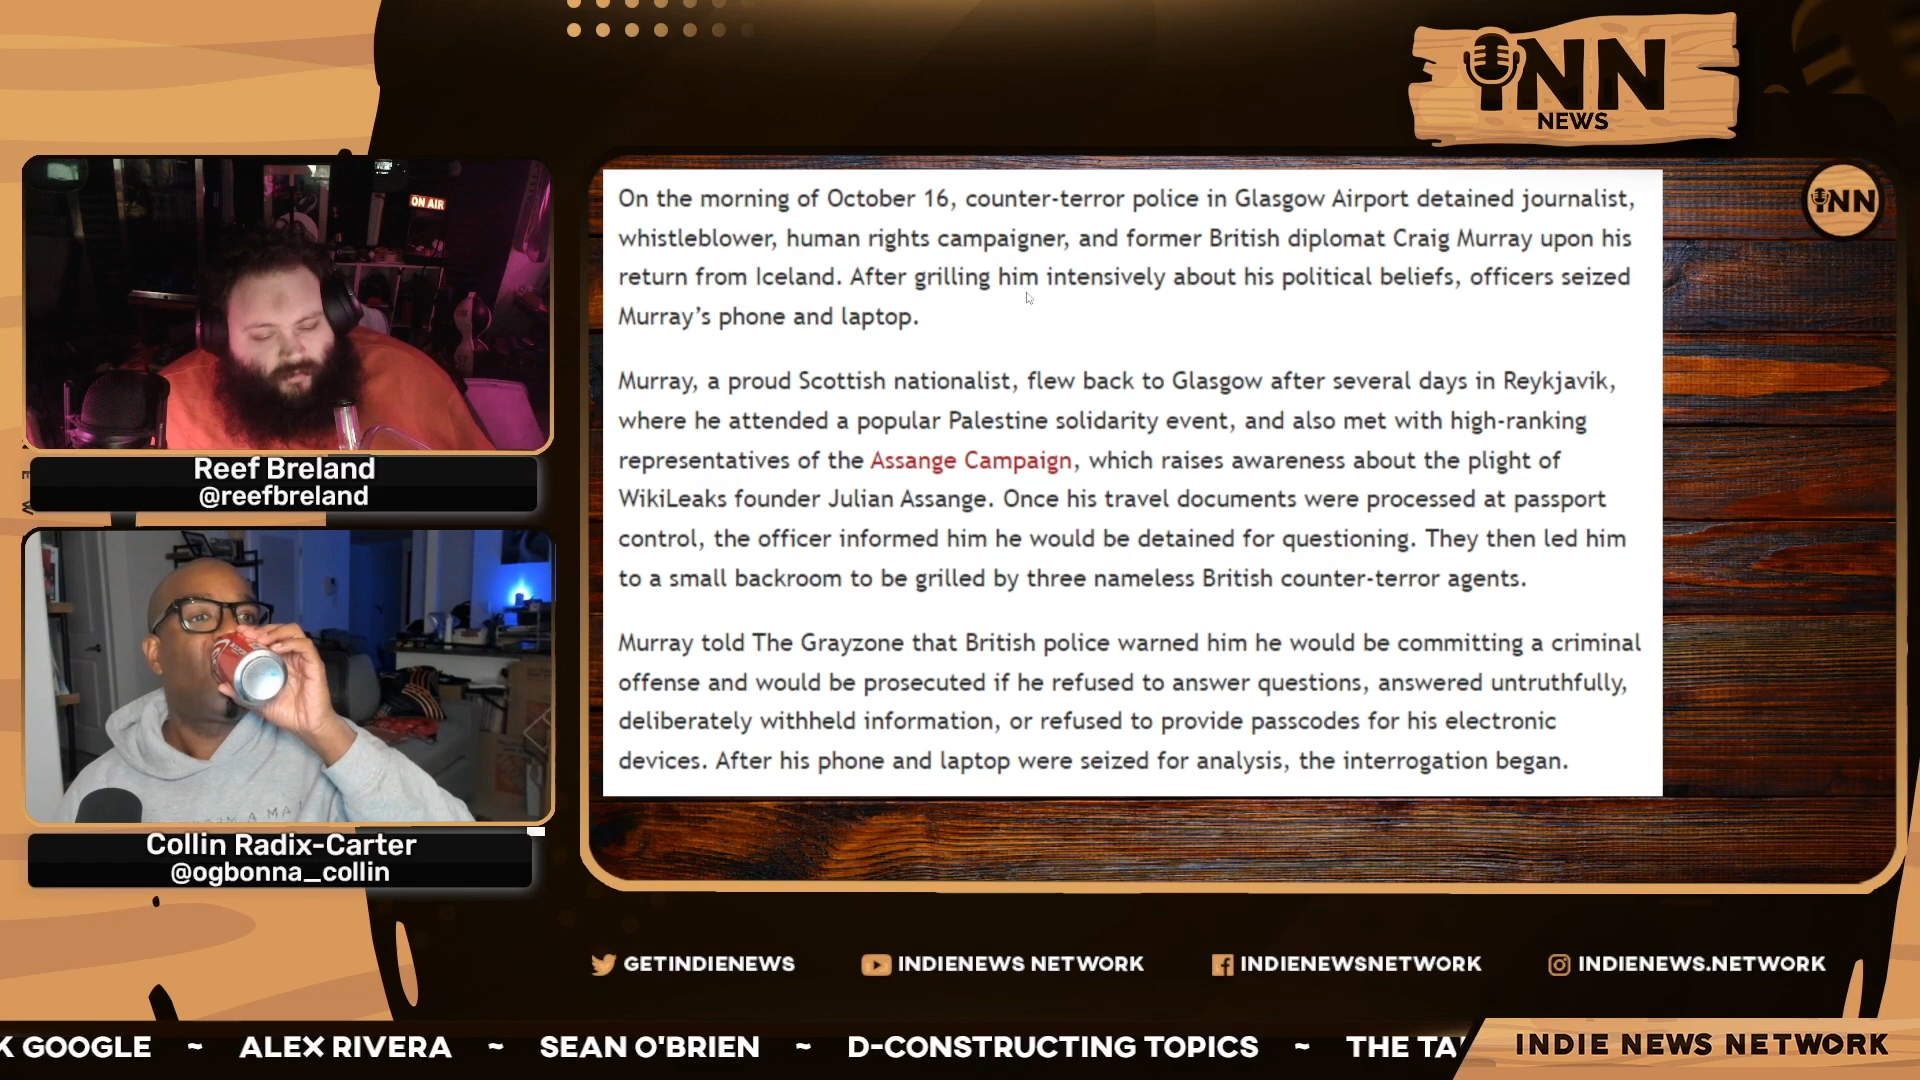 iNN
NEWS
ON AIR
iNN
On the morning of October 16, counter-terror police in Glasgow Airport detained journalist,
whistleblower, human rights campaigner, and former British diplomat Craig Murray upon his
return from Iceland. After grilling him intensively about his political beliefs, officers seized
Murray’s phone and laptop.
Murray, a proud Scottish nationalist, flew back to Glasgow after several days in Reykjavik,
where he attended a popular Palestine solidarity event, and also met with high-ranking
representatives of the Assange Campaign, which raises awareness about the plight of
WikiLeaks founder Julian Assange. Once his travel documents were processed at passport
control, the officer informed him he would be detained for questioning. They then led him
to a small backroom to be grilled by three nameless British counter-terror agents.
Murray told The Grayzone that British police warned him he would be committing a criminal
offense and would be prosecuted if he refused to answer questions, answered untruthfully,
deliberately withheld information, or refused to provide passcodes for his electronic
devices. After his phone and laptop were seized for analysis, the interrogation began.
Reef Breland
@reefbreland
Collin Radix-Carter
@ogbonna_collin
GETINDIENEWS
INDIENEWS NETWORK
INDIENEWSNETWORK
INDIENEWS.NETWORK
K GOOGLE ~ ALEX RIVERA ~ SEAN O'BRIEN ~ D-CONSTRUCTING TOPICS ~ THE TA
INDIE NEWS NETWORK